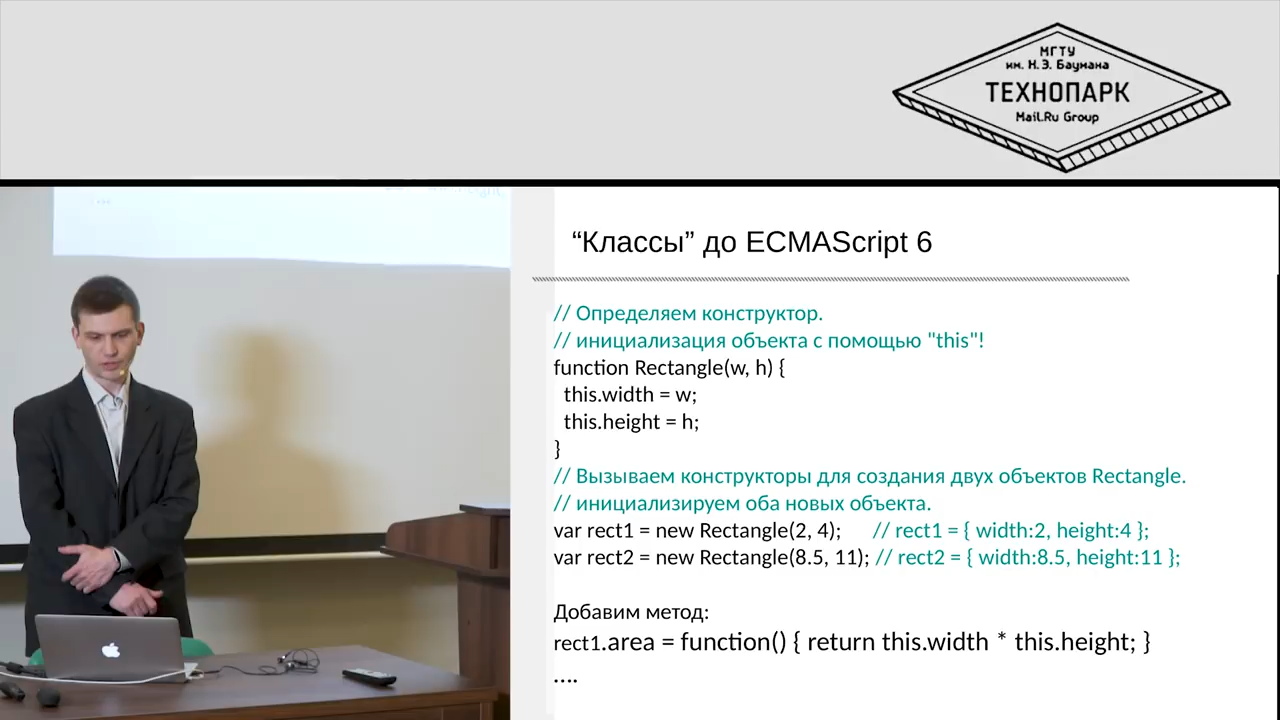 МГТУ
им. Н. Э. Баумана
ТЕХНОПАРК
Mail.Ru Group
“Классы” до ECMAScript 6
// Определяем конструктор.
// инициализация объекта с помощью "this"!
function Rectangle(w, h) {
this.width = w;
this.height = h;
}
// Вызываем конструкторы для создания двух объектов Rectangle.
// инициализируем оба новых объекта.
var rect1 = new Rectangle(2, 4); // rect1 = { width:2, height:4 };
var rect2 = new Rectangle(8.5, 11); // rect2 = { width:8.5, height:11 };
Добавим метод:
rect1.area = function() { return this.width * this.height; }
....